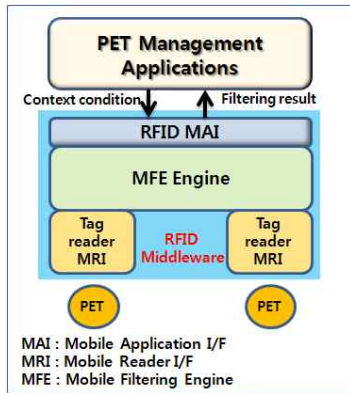 PET Management
Applications
Context condition
Filtering result
RFID MAI
MFE Engine
Tag
reader
MRI
RFID
Middleware
Tag
reader
MRI
PET
PET
MAI : Mobile Application I/F
MRI : Mobile Reader I/F
MFE : Mobile Filtering Engine